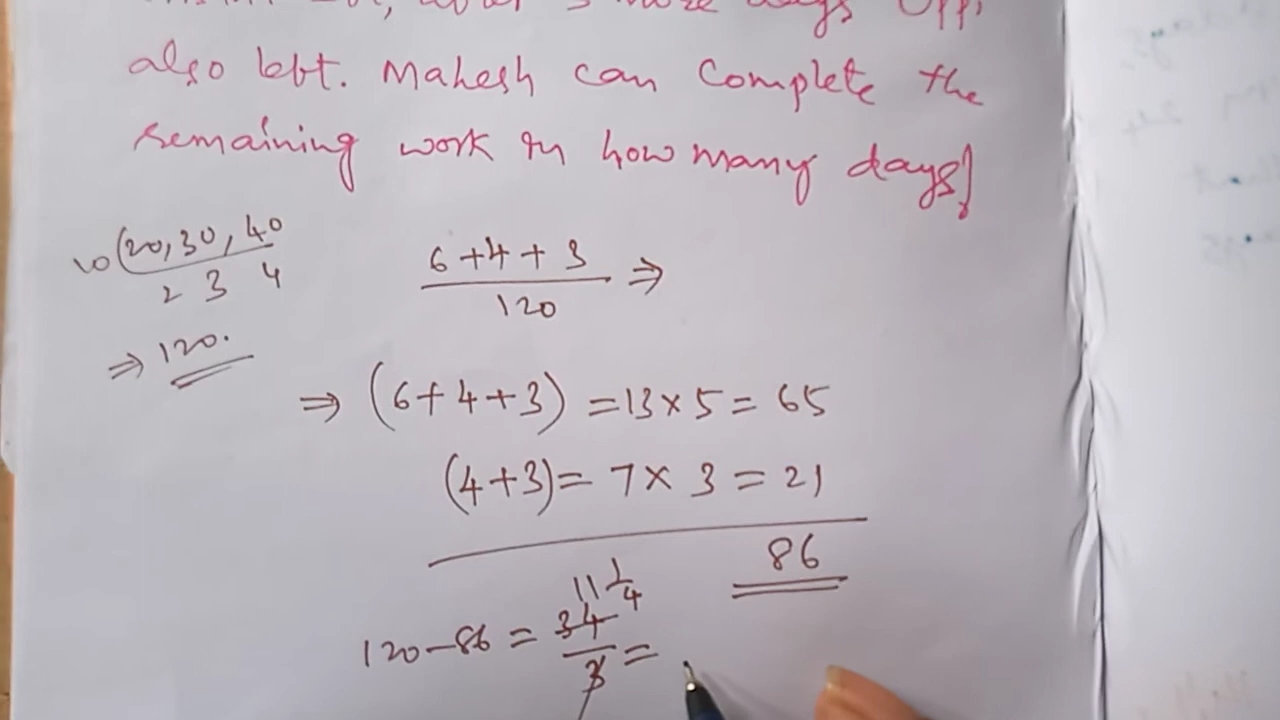 also left. Mahesh can Complete the
remaining work in how many days]
10(20,30,40
2 3 4
⇒ 120.
6+4+3
120 ⇒
⇒ (6+4+3) =13×5= 65
(4+3)= 7× 3 = 21
86
11 1/4
120-86 = 34/3 =